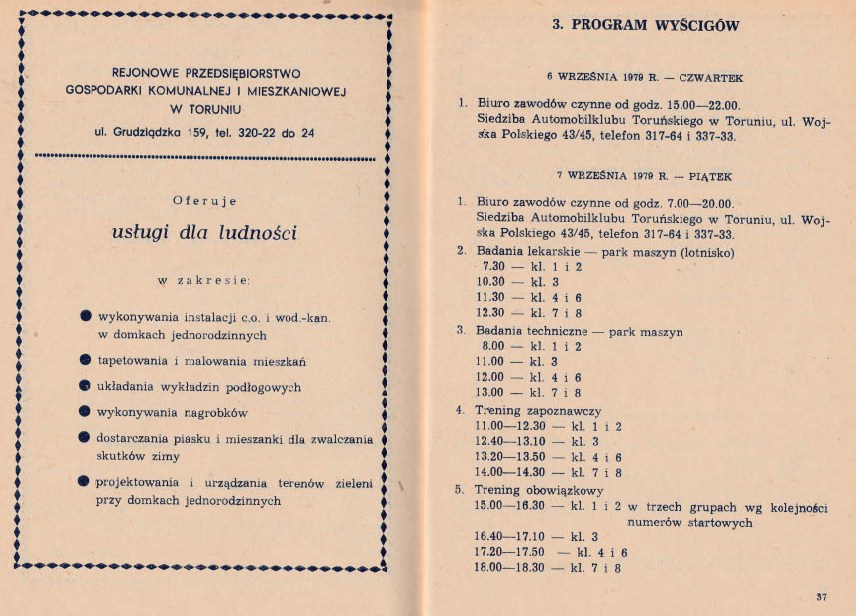 REJONOWE PRZEDSIĘBIORSTWO
GOSPODARKI KOMUNALNEJ I MIESZKANIOWEJ
W TORUNIU
ul. Grudziądzka 159, tel. 320-22 do 24
Oferuje
usługi dla ludności
w zakresie:
● wykonywania instalacji c.o. i wod.-kan.
w domkach jednorodzinnych
● tapetowania i malowania mieszkań
● układania wykładzin podłogowych
● wykonywania nagrobków
● dostarczania piasku i mieszanki dla zwalczania
skutków zimy
● projektowania i urządzania terenów zieleni
przy domkach jednorodzinnych
3. PROGRAM WYŚCIGÓW
6 WRZEŚNIA 1979 R. — CZWARTEK
1. Biuro zawodów czynne od godz. 15.00—22.00.
Siedziba Automobilklubu Toruńskiego w Toruniu, ul. Woj-
ska Polskiego 43/45, telefon 317-64 i 337-33.
7 WRZEŚNIA 1979 R. — PIĄTEK
1. Biuro zawodów czynne od godz. 7.00—20.00.
Siedziba Automobilklubu Toruńskiego w Toruniu, ul. Woj-
ska Polskiego 43/45, telefon 317-64 i 337-33.
2. Badania lekarskie — park maszyn (lotnisko)
7.30 — kl. 1 i 2
10.30 — kl. 3
11.30 — kl. 4 i 6
12.30 — kl. 7 i 8
3. Badania techniczne — park maszyn
8.00 — kl. 1 i 2
11.00 — kl. 3
12.00 — kl. 4 i 6
13.00 — kl. 7 i 8
4. Trening zapoznawczy
11.00—12.30 — kl. 1 i 2
12.40—13.10 — kl. 3
13.20—13.50 — kl. 4 i 6
14.00—14.30 — kl. 7 i 8
5. Trening obowiązkowy
15.00—16.30 — kl. 1 i 2 w trzech grupach wg kolejności
numerów startowych
16.40—17.10 — kl. 3
17.20—17.50 — kl. 4 i 6
18.00—18.30 — kl. 7 i 8
37